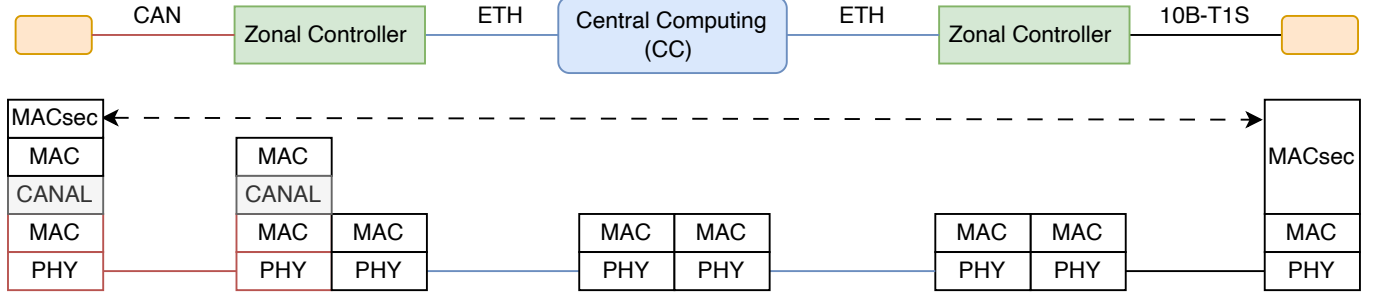 CAN
ETH
ETH
10B-T1S
Zonal Controller
Central Computing
(CC)
Zonal Controller
MACsec
MACsec
MAC
MAC
CANAL
CANAL
MAC
MAC
MAC
MAC
MAC
MAC
MAC
MAC
PHY
PHY
PHY
PHY
PHY
PHY
PHY
PHY